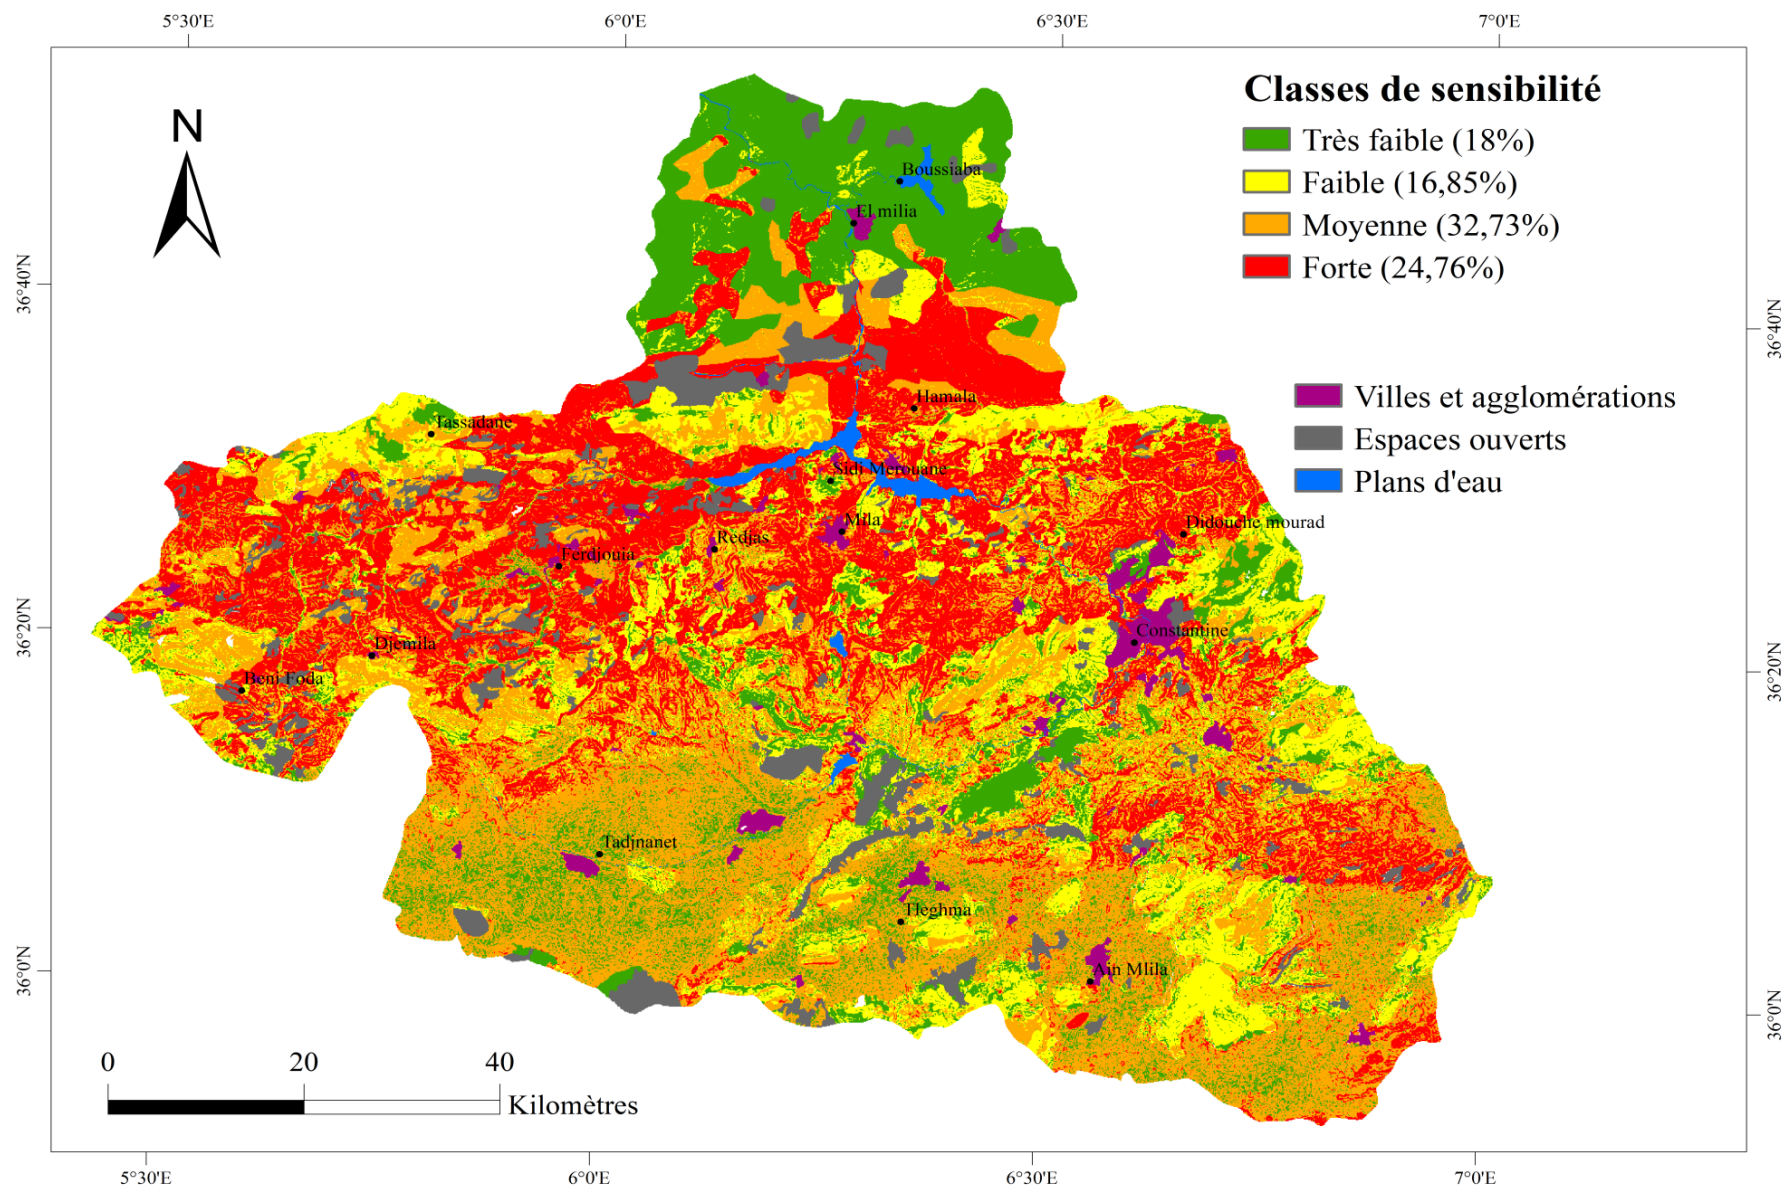 5°30'E
6°0'E
6°30'E
7°0'E
N
Classes de sensibilité
Très faible (18%)
Faible (16,85%)
Moyenne (32,73%)
Forte (24,76%)
Villes et agglomérations
Espaces ouverts
Plans d'eau
36°40'N
36°40'N
36°20'N
36°20'N
36°0'N
36°0'N
Boussiaba
El milia
Hamala
Tassadane
Sidi Merouane
Mila
Didouche mourad
Redjas
Ferdjouia
Constantine
Djemila
Beni Foda
Tadjnanet
Tleghma
Ain Mlila
0
20
40
Kilomètres
5°30'E
6°0'E
6°30'E
7°0'E